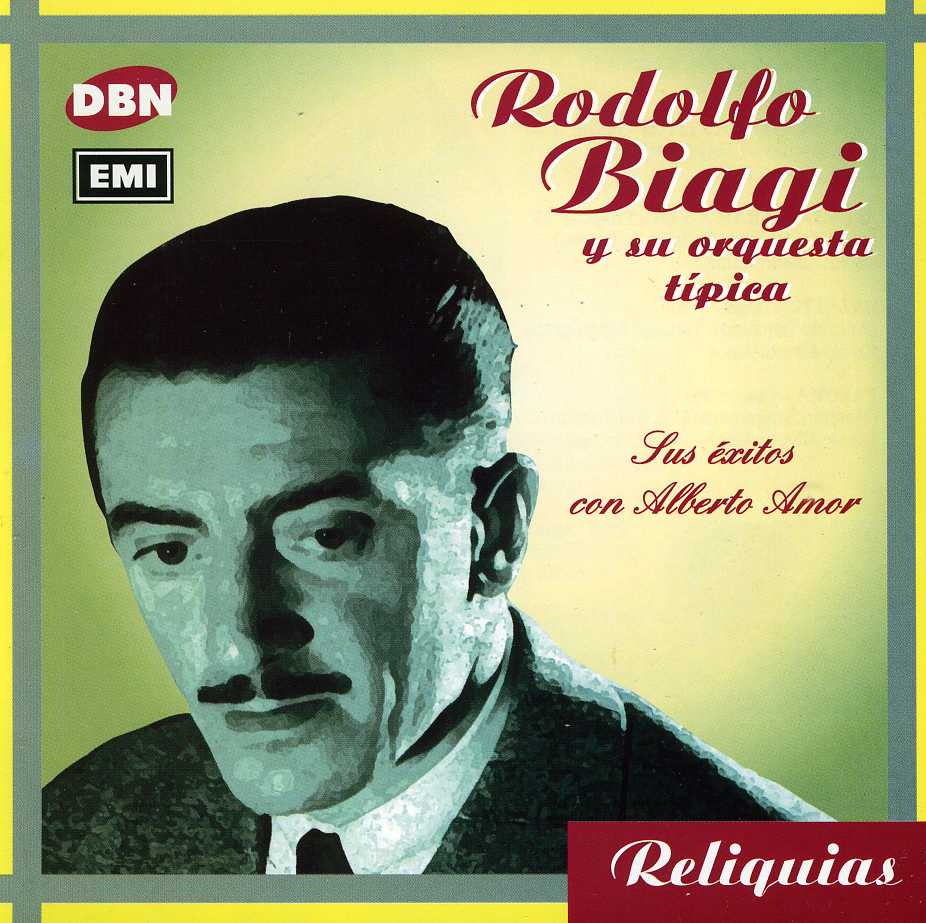 DBN
EMI
Rodolfo
Biagi
y su orquesta
típica
Sus éxitos
con Alberto Amor
Reliquias